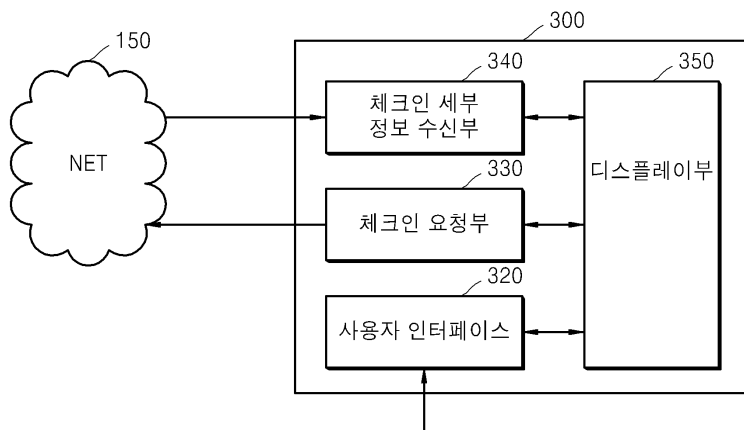 300
150
340
350
체크인 세부
정보 수신부
NET
디스플레이부
330
체크인 요청부
320
사용자 인터페이스